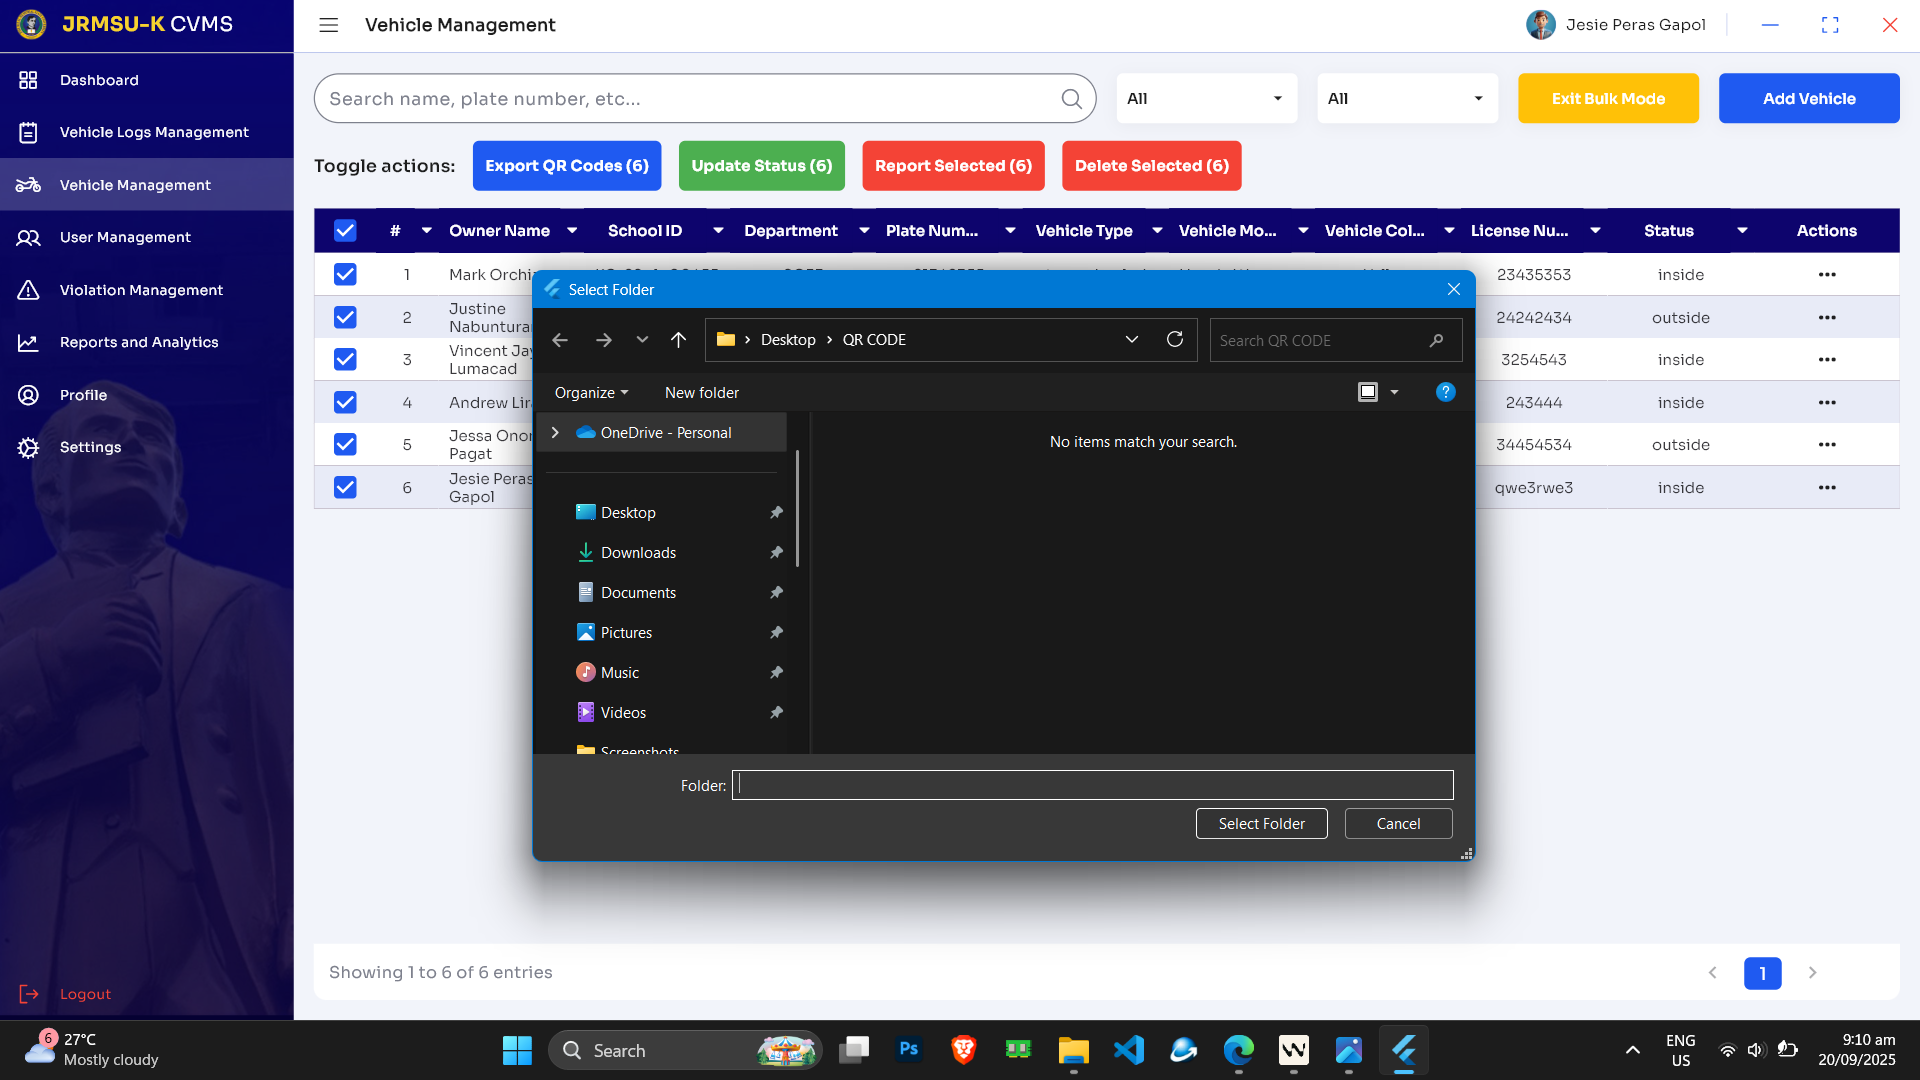 JRMSU-K CVMS
Vehicle Management
Jesie Peras Gapol
Dashboard
Vehicle Logs Management
Vehicle Management
User Management
Violation Management
Reports and Analytics
Profile
Settings
Logout
Search name, plate number, etc...
All
All
Exit Bulk Mode
Add Vehicle
Toggle actions:
Export QR Codes (6)
Update Status (6)
Report Selected (6)
Delete Selected (6)
# Owner Name School ID Department Plate Num... Vehicle Type Vehicle Mo... Vehicle Col... License Nu... Status Actions
1 Mark Orchi 23435353 inside
2 Justine
Nabuntura 24242434 outside
3 Vincent Jay
Lumacad 3254543 inside
4 Andrew Lir 243444 inside
5 Jessa Onor
Pagat 34454534 outside
6 Jesie Peras
Gapol qwe3rwe3 inside
Select Folder
Desktop
QR CODE
Search QR CODE
Organize
New folder
?
OneDrive - Personal
Desktop
Downloads
Documents
Pictures
Music
Videos
Screenshots
No items match your search.
Folder:
Select Folder
Cancel
Showing 1 to 6 of 6 entries
1
6
27°C
Mostly cloudy
Search
Ps
ENG
US
9:10 am
20/09/2025